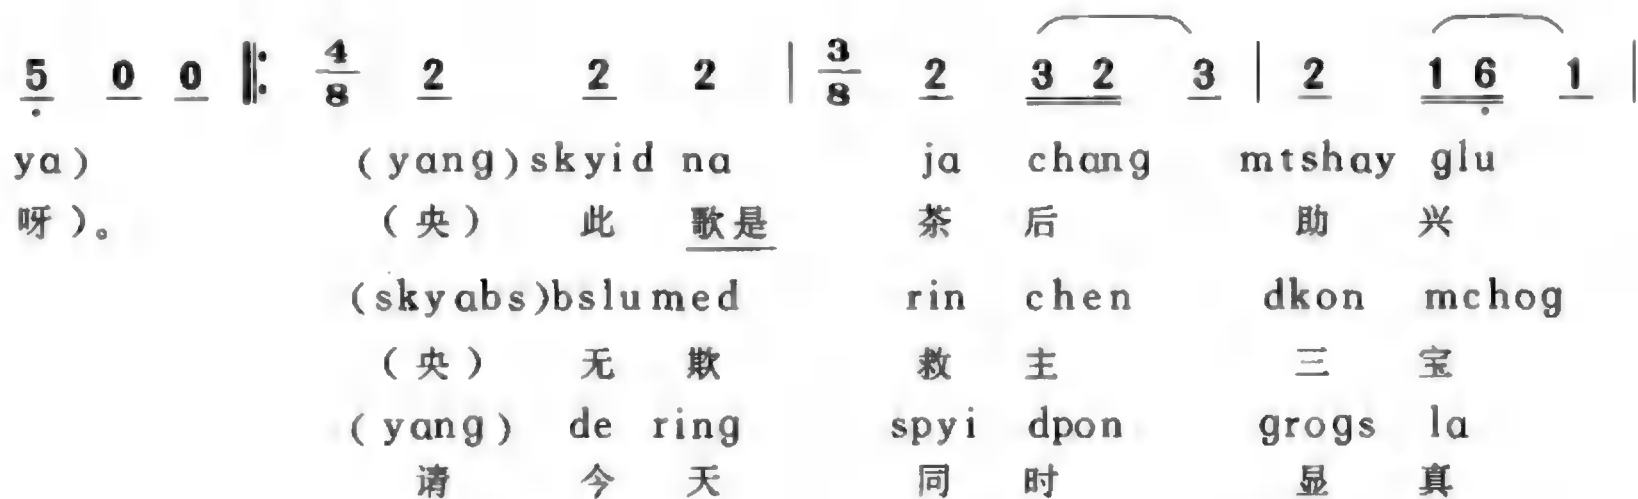 5 0 0 𝄆 4/8 2 2 2 | 3/8 2 3 2 3 | 2 1 6 1 |
ya) (yang) skyid na ja chang mtshay glu
呀)。 (央) 此 歌是 茶 后 助 兴
(skyabs)bslu med rin chen dkon mchog
(央) 无 欺 救 主 三 宝
(yang) de ring spyi dpon grogs la
请 今 天 同 时 显 真